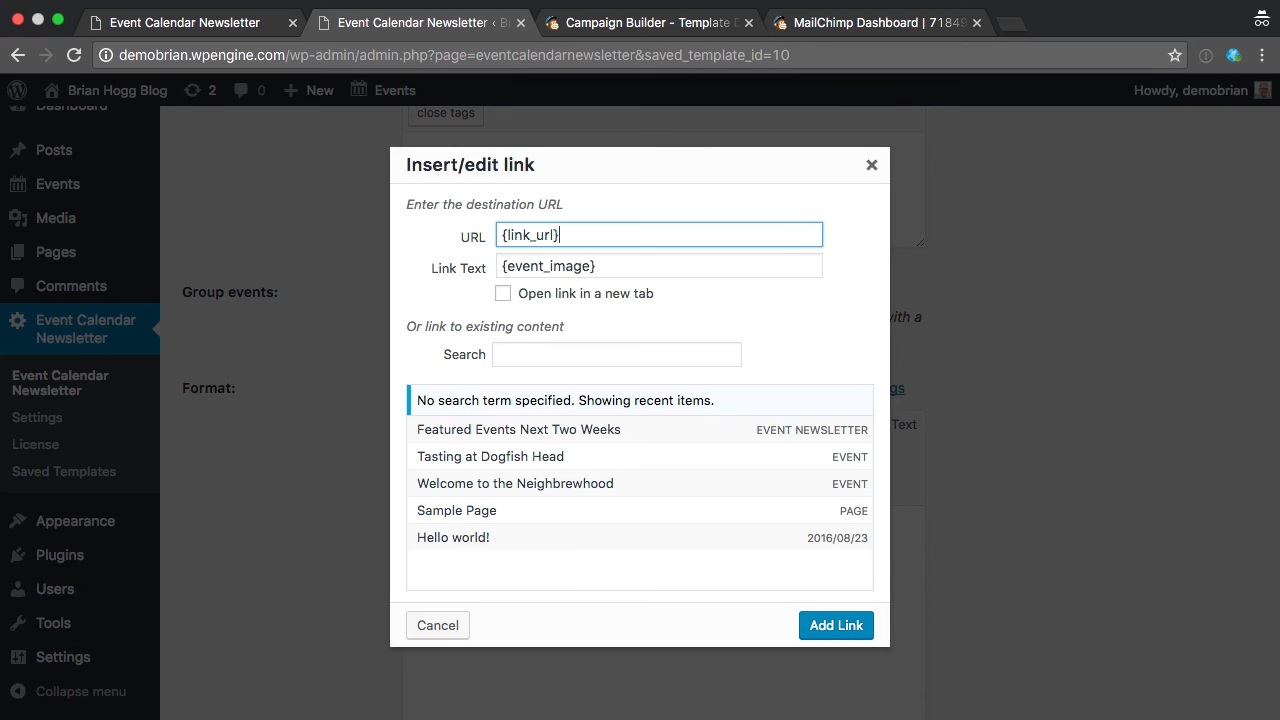 Event Calendar Newsletter
Event Calendar Newsletter ‹ B
Campaign Builder - Template D
MailChimp Dashboard | 71849
demobrian.wpengine.com/wp-admin/admin.php?page=eventcalendarnewsletter&saved_template_id=10
Brian Hogg Blog
2
0
New
Events
Howdy, demobrian
Dashboard
Posts
Events
Media
Pages
Comments
Event Calendar
Newsletter
Event Calendar
Newsletter
Settings
License
Saved Templates
Appearance
Plugins
Users
Tools
Settings
Collapse menu
close tags
Group events:
with a
Format:
gs
Text
Insert/edit link
Enter the destination URL
URL
{link_url}
Link Text
{event_image}
Open link in a new tab
Or link to existing content
Search
No search term specified. Showing recent items.
Featured Events Next Two Weeks EVENT NEWSLETTER
Tasting at Dogfish Head EVENT
Welcome to the Neighbrewhood EVENT
Sample Page PAGE
Hello world! 2016/08/23
Cancel
Add Link